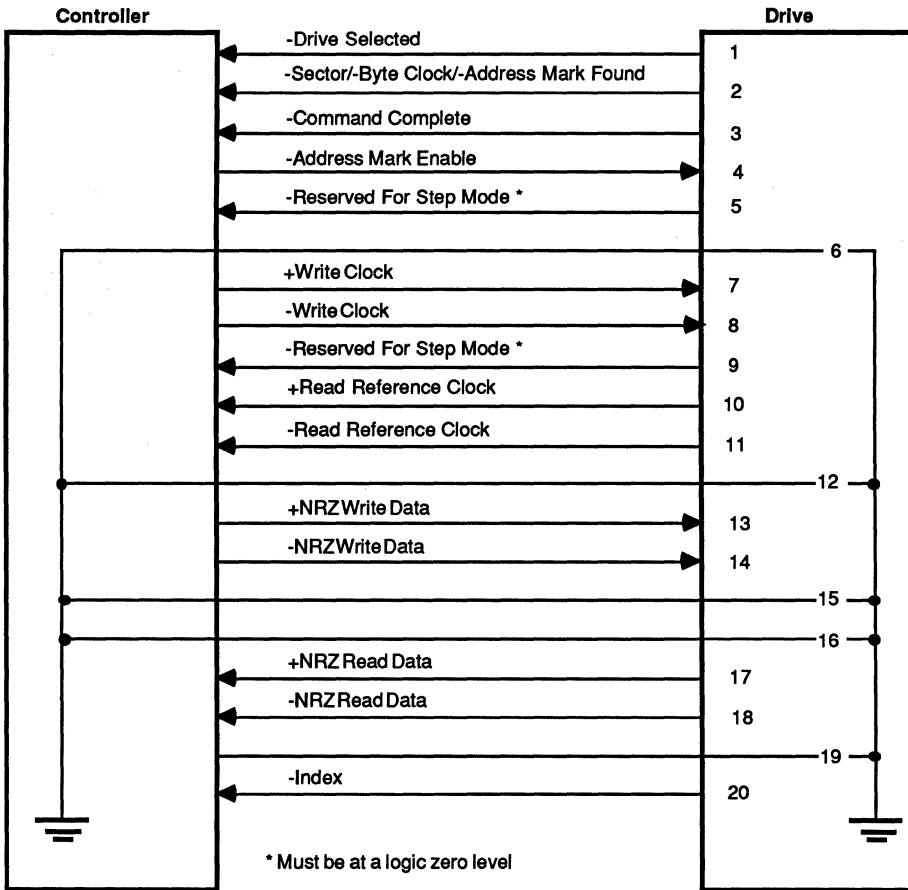 Controller Drive
-Drive Selected 1
-Sector/-Byte Clock/-Address Mark Found 2
-Command Complete 3
-Address Mark Enable 4
-Reserved For Step Mode * 5
6
+Write Clock 7
-Write Clock 8
-Reserved For Step Mode * 9
+Read Reference Clock 10
-Read Reference Clock 11
12
+NRZ Write Data 13
-NRZ Write Data 14
15
16
+NRZ Read Data 17
-NRZ Read Data 18
19
-Index 20
* Must be at a logic zero level